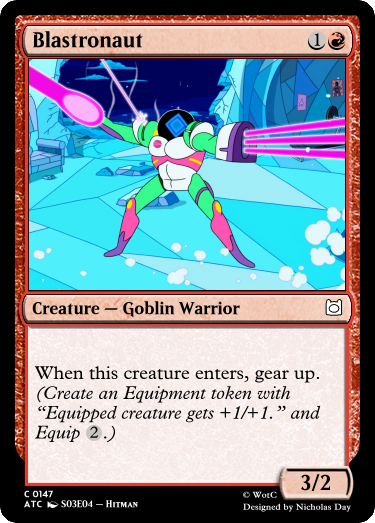 Blastronaut 1
Creature — Goblin Warrior
When this creature enters, gear up.
(Create an Equipment token with
“Equipped creature gets +1/+1.” and
Equip 2.)
3/2
C 0147
ATC S03E04 — Hitman
© WotC
Designed by Nicholas Day